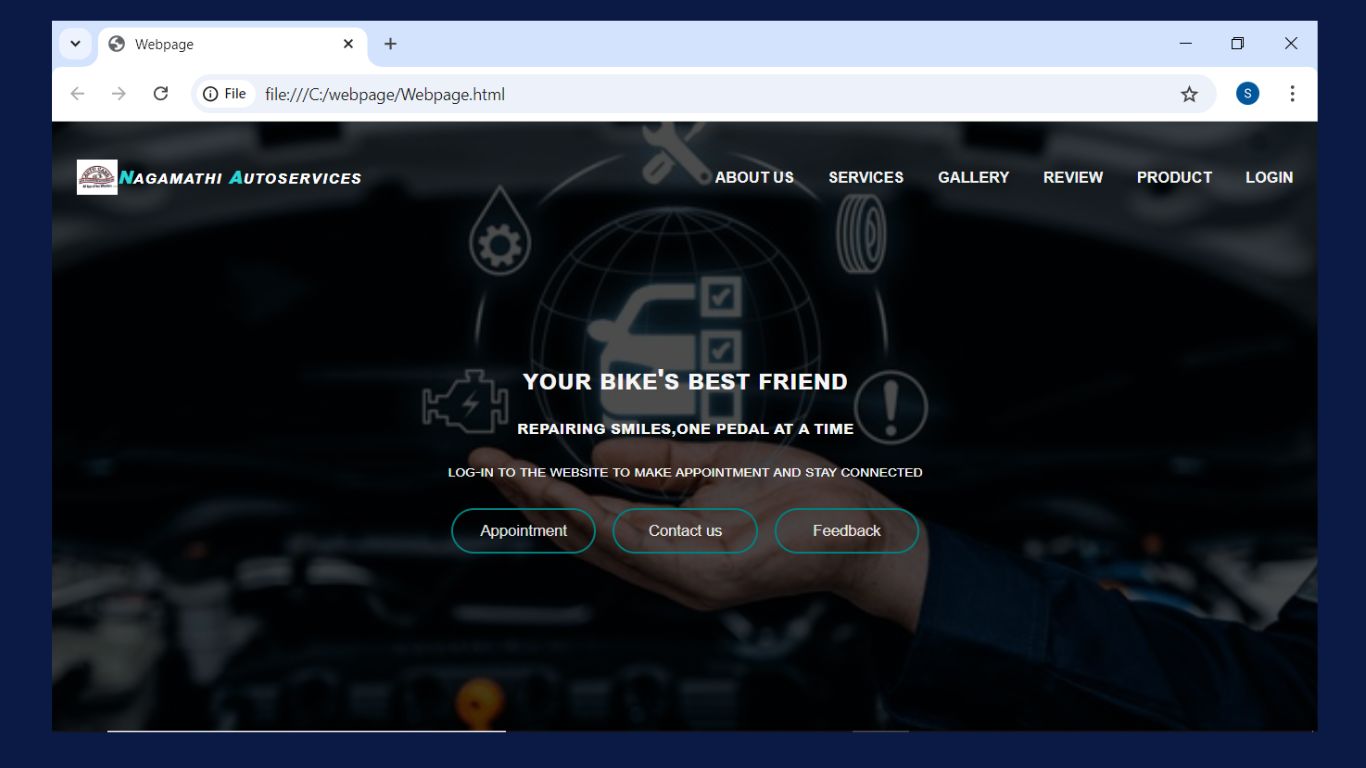 Webpage
File file:///C:/webpage/Webpage.html
S
NAGAMATHI AUTOSERVICES ABOUT US SERVICES GALLERY REVIEW PRODUCT LOGIN
YOUR BIKE'S BEST FRIEND
REPAIRING SMILES,ONE PEDAL AT A TIME
LOG-IN TO THE WEBSITE TO MAKE APPOINTMENT AND STAY CONNECTED
Appointment Contact us Feedback